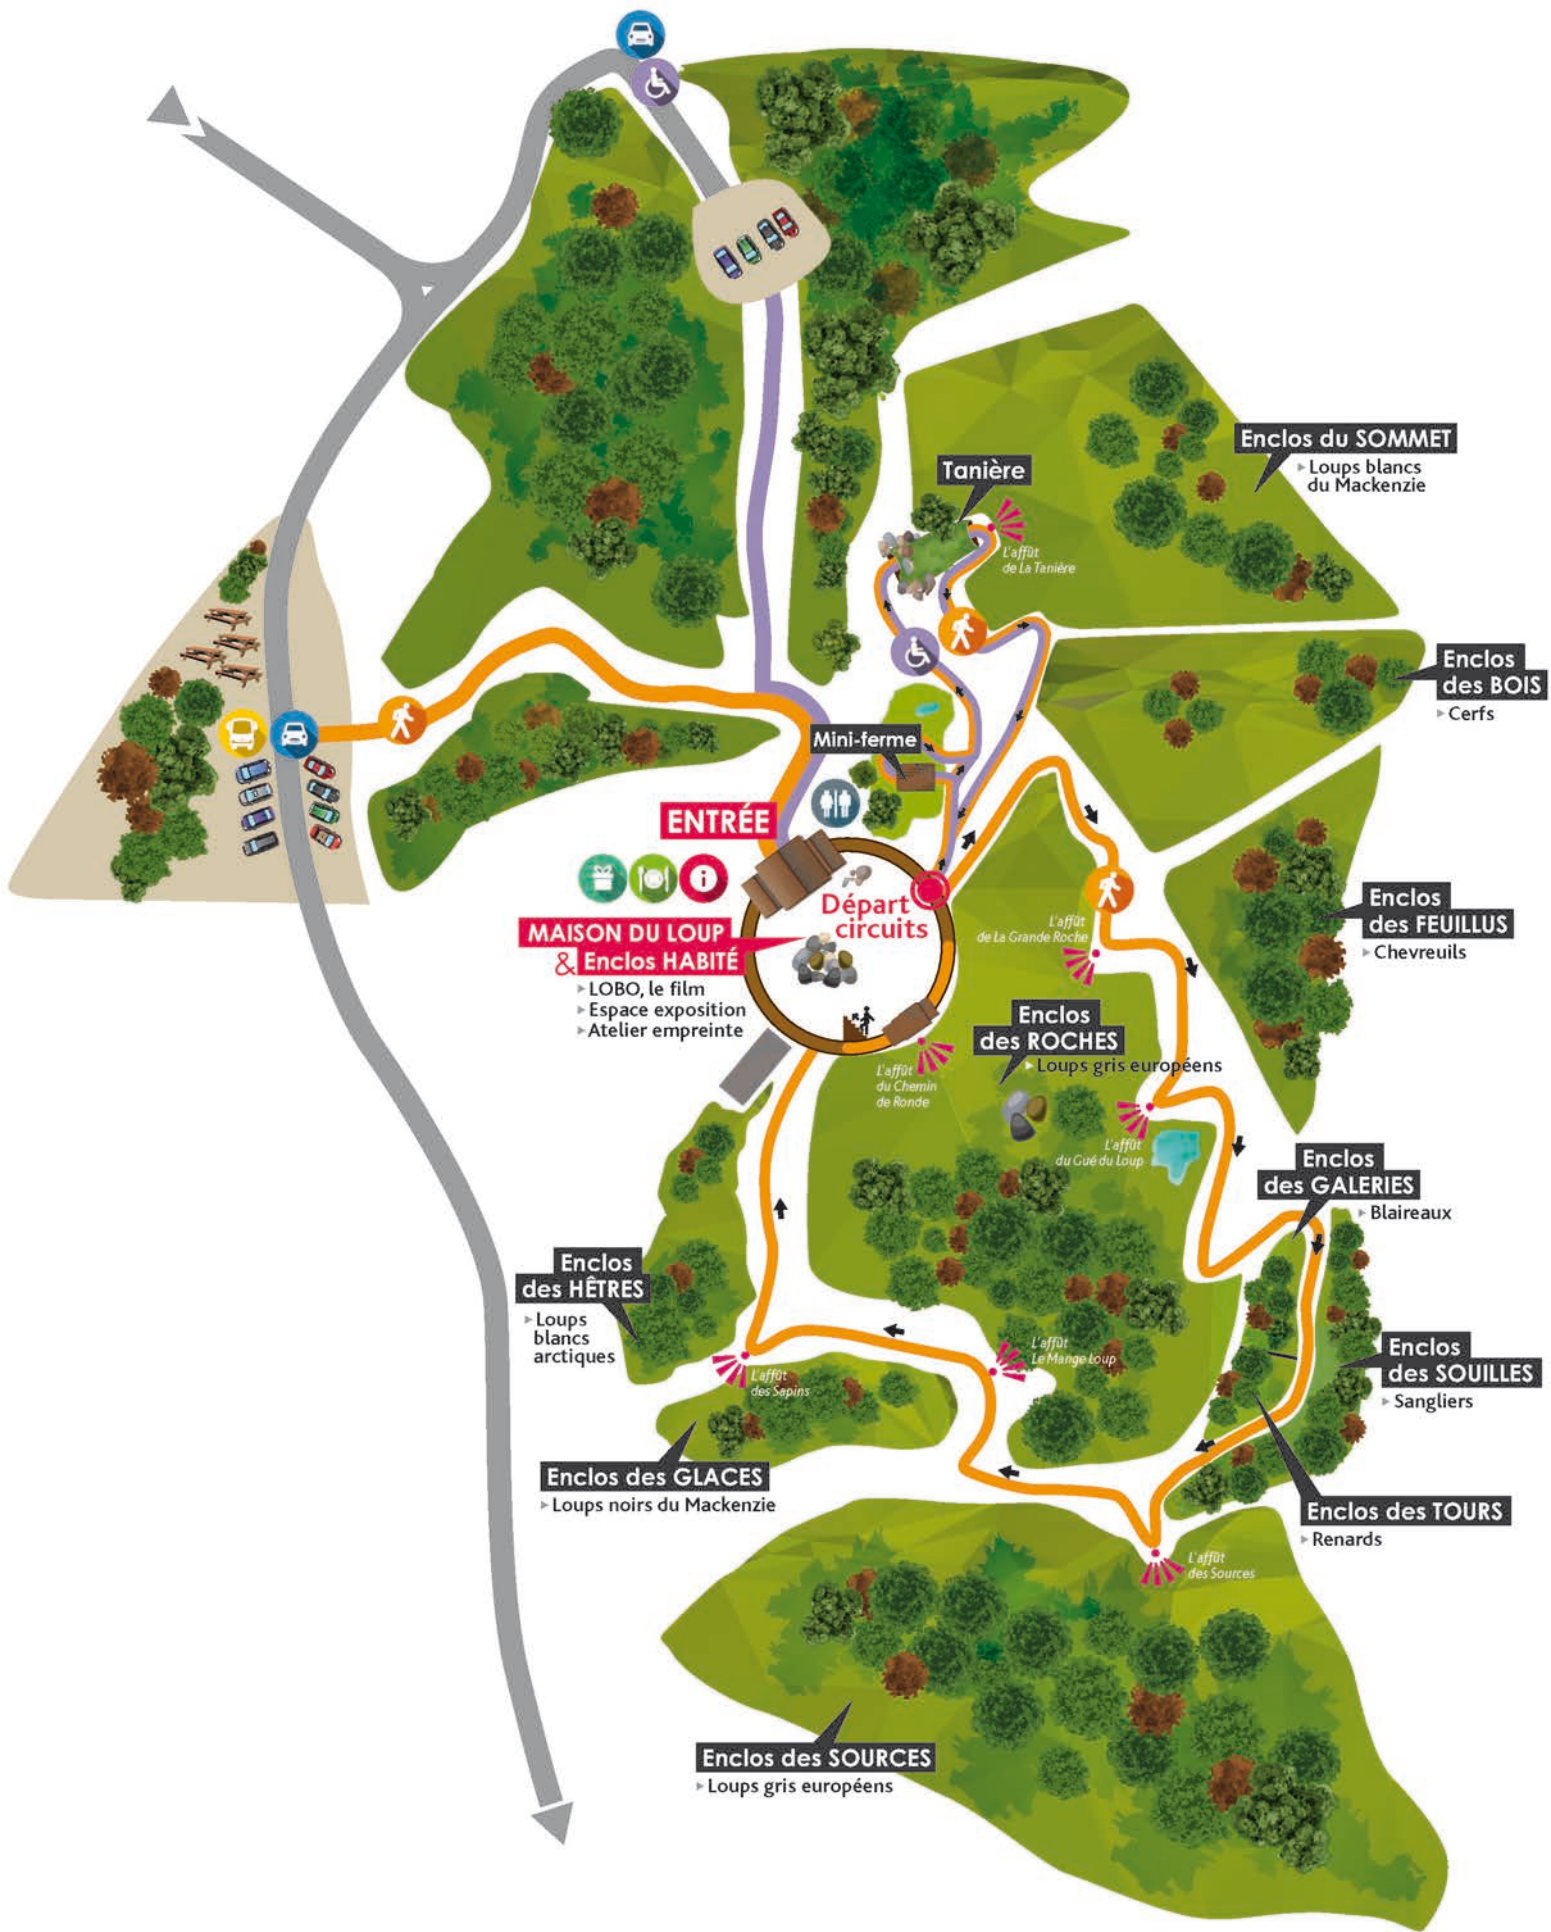 Enclos du SOMMET
▸ Loups blancs
du Mackenzie
Tanière
L'affût
de La Tanière
Enclos
des BOIS
▸ Cerfs
Mini-ferme
ENTRÉE
i
Départ
circuits
MAISON DU LOUP
& Enclos HABITÉ
▸ LOBO, le film
▸ Espace exposition
▸ Atelier empreinte
Enclos
des FEUILLUS
▸ Chevreuils
L'affût
de La Grande Roche
Enclos
des ROCHES
▸ Loups gris européens
L'affût
du Chemin
de Ronde
L'affût
du Gué du Loup
Enclos
des GALERIES
▸ Blaireaux
Enclos
des HÊTRES
▸ Loups
blancs
arctiques
L'affût
Le Mange Loup
L'affût
des Sapins
Enclos
des SOUILLES
▸ Sangliers
Enclos des GLACES
▸ Loups noirs du Mackenzie
Enclos des TOURS
▸ Renards
L'affût
des Sources
Enclos des SOURCES
▸ Loups gris européens